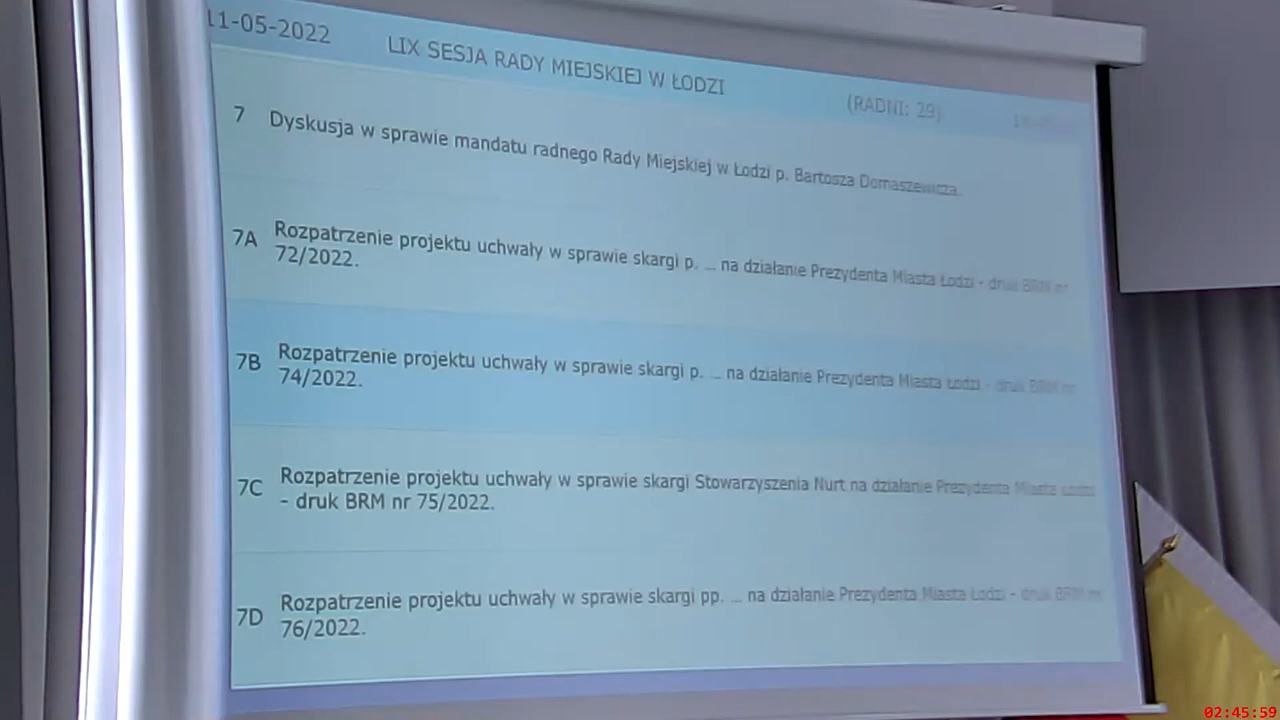 11-05-2022 LIX SESJA RADY MIEJSKIEJ W ŁODZI (RADNI: 29)
7 Dyskusja w sprawie mandatu radnego Rady Miejskiej w Łodzi p. Bartosza Domaszewicza.
7A Rozpatrzenie projektu uchwały w sprawie skargi p. ... na działanie Prezydenta Miasta Łodzi - druk BRM nr
72/2022.
7B Rozpatrzenie projektu uchwały w sprawie skargi p. ... na działanie Prezydenta Miasta Łodzi - druk BRM nr
74/2022.
7C Rozpatrzenie projektu uchwały w sprawie skargi Stowarzyszenia Nurt na działanie Prezydenta Miasta Łodzi
- druk BRM nr 75/2022.
7D Rozpatrzenie projektu uchwały w sprawie skargi pp. ... na działanie Prezydenta Miasta Łodzi - druk BRM nr
76/2022.
02:45:59